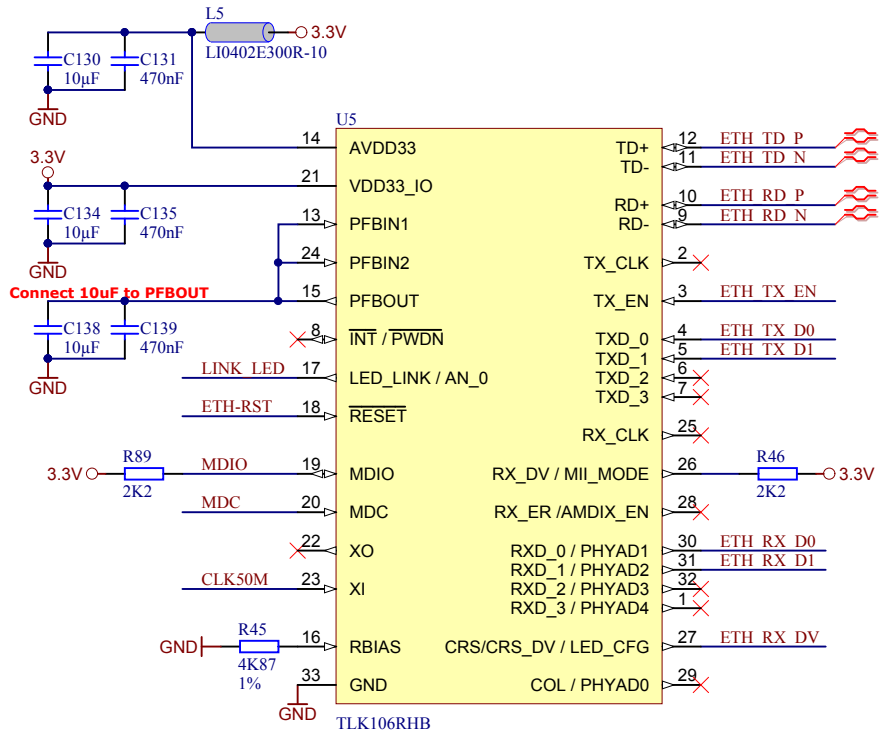 L5
3.3V
LI0402E300R-10
C130
10µF
C131
470nF
GND
U5
14
AVDD33
TD+
12
ETH_TD_P
TD-
11
ETH_TD_N
3.3V
21
VDD33_IO
RD+
10
ETH_RD_P
C134
10µF
C135
470nF
13
PFBIN1
RD-
9
ETH_RD_N
GND
24
PFBIN2
TX_CLK
2
Connect 10uF to PFBOUT
15
PFBOUT
TX_EN
3
ETH_TX_EN
C138
10µF
C139
470nF
8
INT / PWDN
TXD_0
4
ETH_TX_D0
TXD_1
5
ETH_TX_D1
GND
LINK_LED
17
LED_LINK / AN_0
TXD_2
6
TXD_3
7
ETH-RST
18
RESET
RX_CLK
25
R89
3.3V
2K2
MDIO
19
MDIO
RX_DV / MII_MODE
26
R46
2K2
3.3V
MDC
20
MDC
RX_ER /AMDIX_EN
28
22
XO
RXD_0 / PHYAD1
30
ETH_RX_D0
RXD_1 / PHYAD2
31
ETH_RX_D1
CLK50M
23
XI
RXD_2 / PHYAD3
32
RXD_3 / PHYAD4
1
R45
GND
4K87
1%
16
RBIAS
CRS/CRS_DV / LED_CFG
27
ETH_RX_DV
33
GND
COL / PHYAD0
29
GND
TLK106RHB